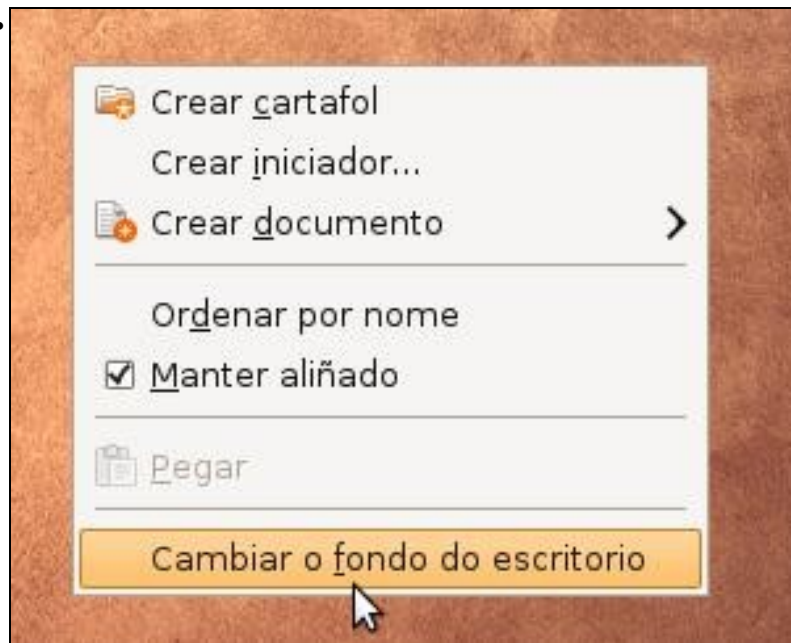 Crear cartafol
Crear iniciador...
Crear documento
Ordenar por nome
Manter aliñado
Pegar
Cambiar o fondo do escritorio